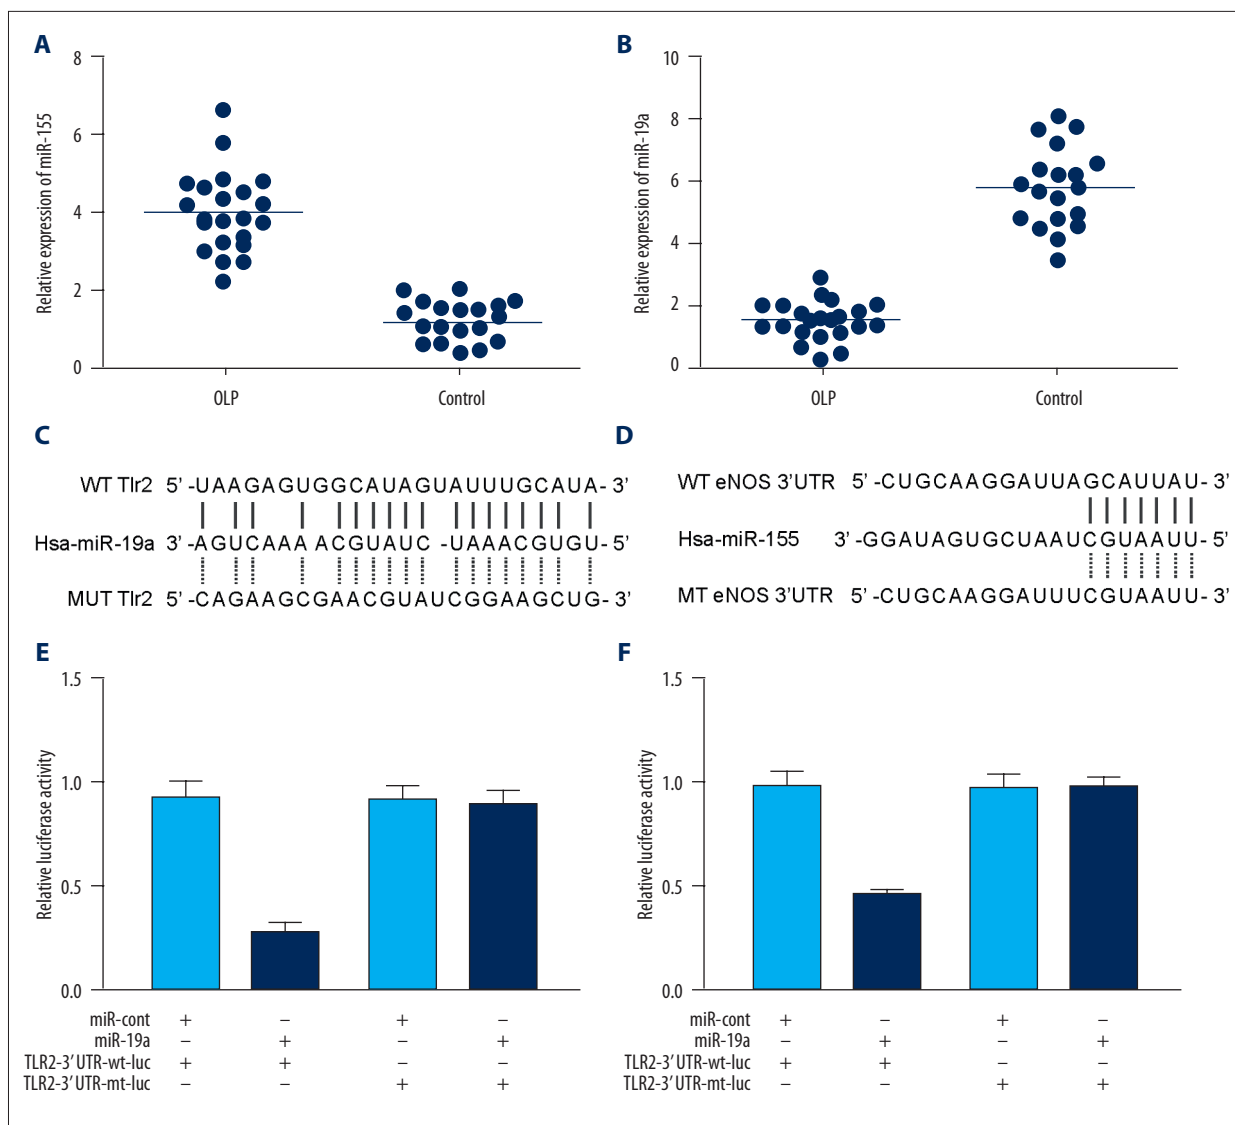 A
B
8
6
4
2
0
Relative expression of miR-155
OLP
Control
10
8
6
4
2
0
Relative expression of miR-19a
OLP
Control
C
D
WT Tlr2 5' -UAAGAGUGGCAUAGUAUUUGCAUA- 3'
Hsa-miR-19a 3'-AGUCAAAACGUAUC -UAAACGUGU-5'
MUT Tlr2 5' -CAGAAGCGAACGUAUCGGAAGCUG-3'
WT eNOS 3'UTR 5' -CUGCAAGGAUUAGCAUUAU-3'
Hsa-miR-155 3' -GGAUAGUGCUAAUCGUAAUU-5'
MT eNOS 3'UTR 5' -CUGCAAGGAUUUCGUAAUU-3'
E
F
1.5
1.0
0.5
0.0
Relative luciferase activity
miR-cont + – + –
miR-19a – + – +
TLR2-3'UTR-wt-luc + + – –
TLR2-3'UTR-mt-luc – – + +
1.5
1.0
0.5
0.0
Relative luciferase activity
miR-cont + – + –
miR-19a – + – +
TLR2-3'UTR-wt-luc + + – –
TLR2-3'UTR-mt-luc – – + +